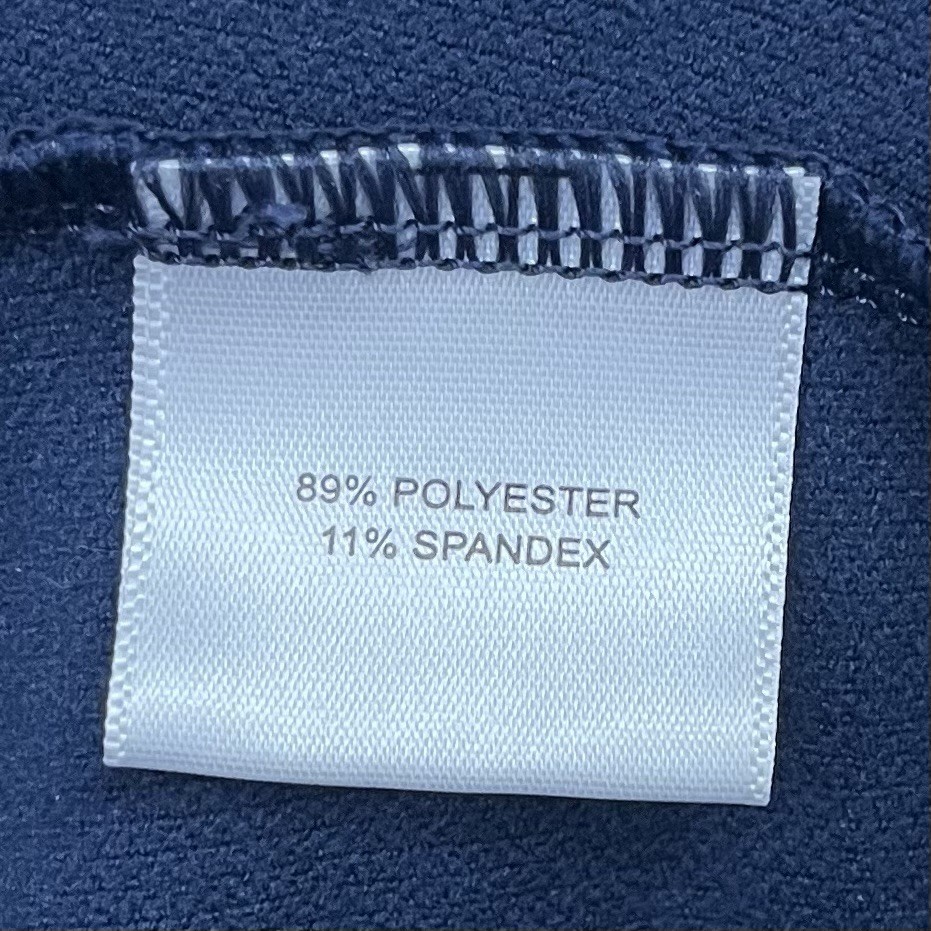 89% POLYESTER
11% SPANDEX